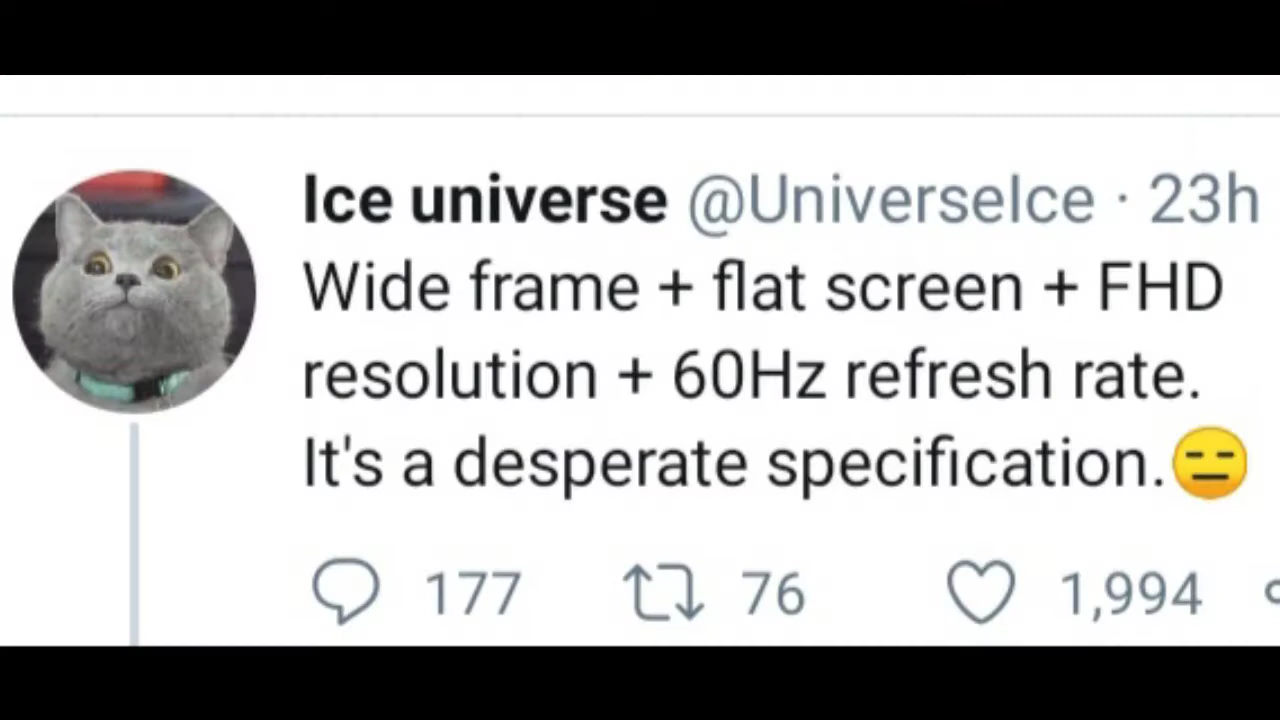 Ice universe @UniverseIce · 23h
Wide frame + flat screen + FHD
resolution + 60Hz refresh rate.
It's a desperate specification.😑
177 76 1,994